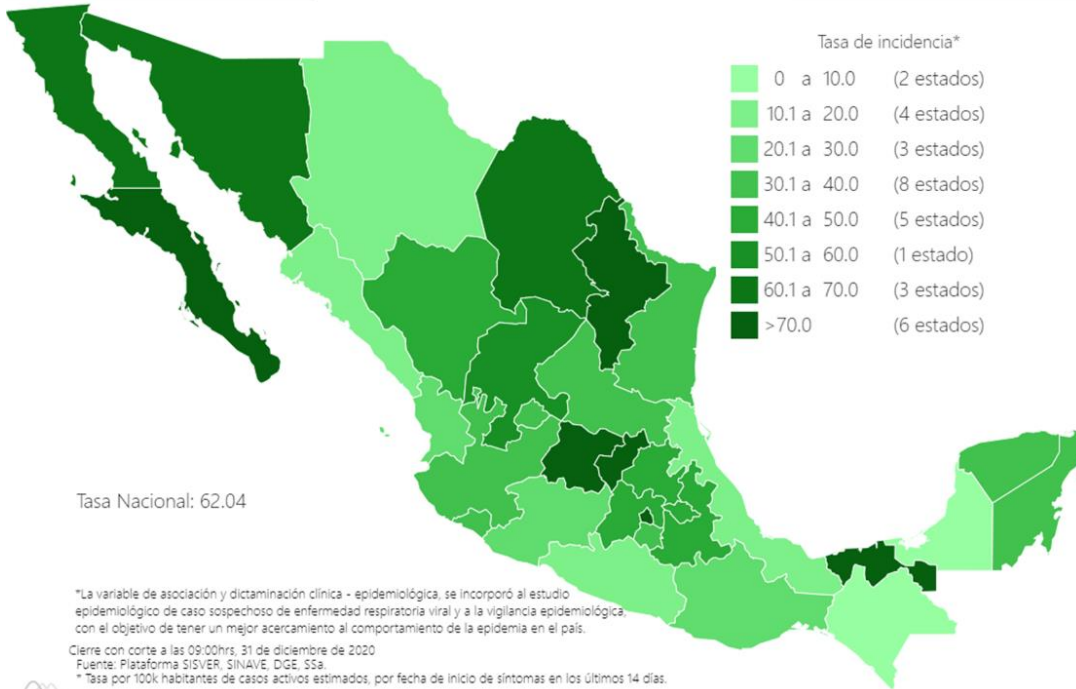 Tasa de incidencia*
0 a 10.0 (2 estados)
10.1 a 20.0 (4 estados)
20.1 a 30.0 (3 estados)
30.1 a 40.0 (8 estados)
40.1 a 50.0 (5 estados)
50.1 a 60.0 (1 estado)
60.1 a 70.0 (3 estados)
>70.0 (6 estados)
Tasa Nacional: 62.04
*La variable de asociación y dictaminación clínica - epidemiológica, se incorporó al estudio
epidemiológico de caso sospechoso de enfermedad respiratoria viral y a la vigilancia epidemiológica,
con el objetivo de tener un mejor acercamiento al comportamiento de la epidemia en el país.
Cierre con corte a las 09:00hrs, 31 de diciembre de 2020
Fuente: Plataforma SISVER, SINAVE, DGE, SSa.
* Tasa por 100k habitantes de casos activos estimados, por fecha de inicio de síntomas en los últimos 14 días.